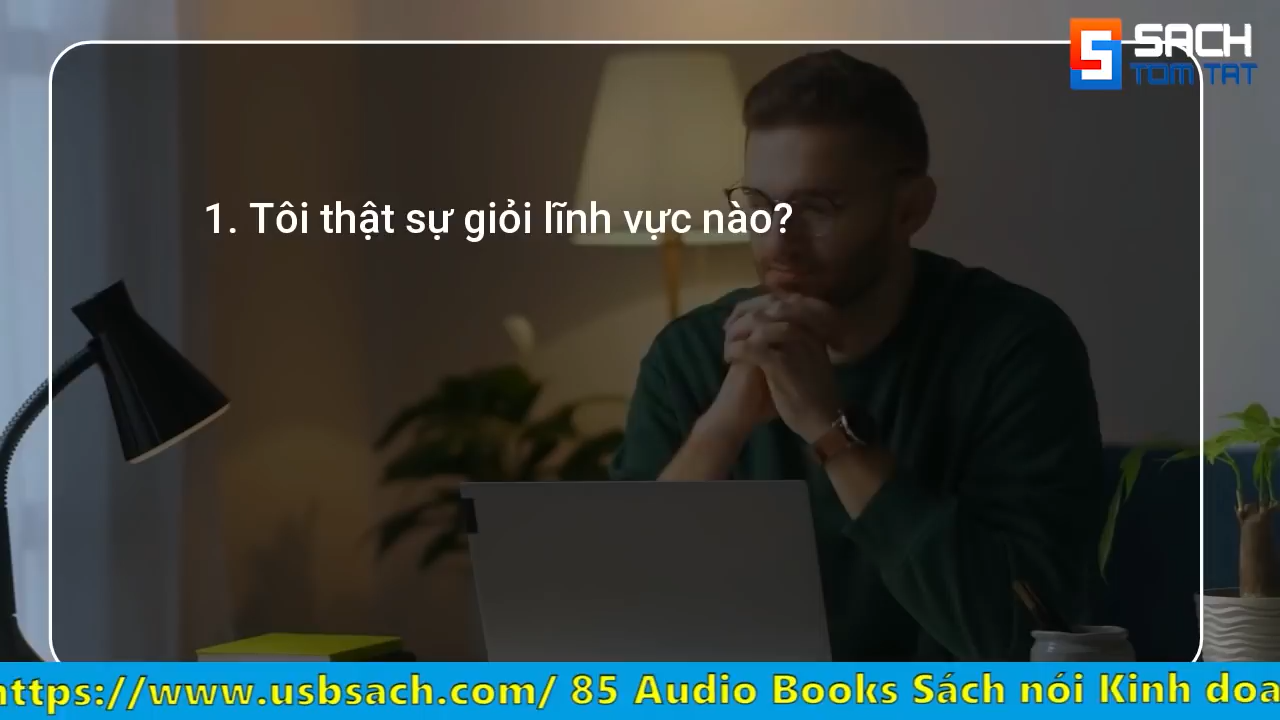 SACH
TOM TAT
1. Tôi thật sự giỏi lĩnh vực nào?
https://www.usbsach.com/ 85 Audio Books Sách nói Kinh doa